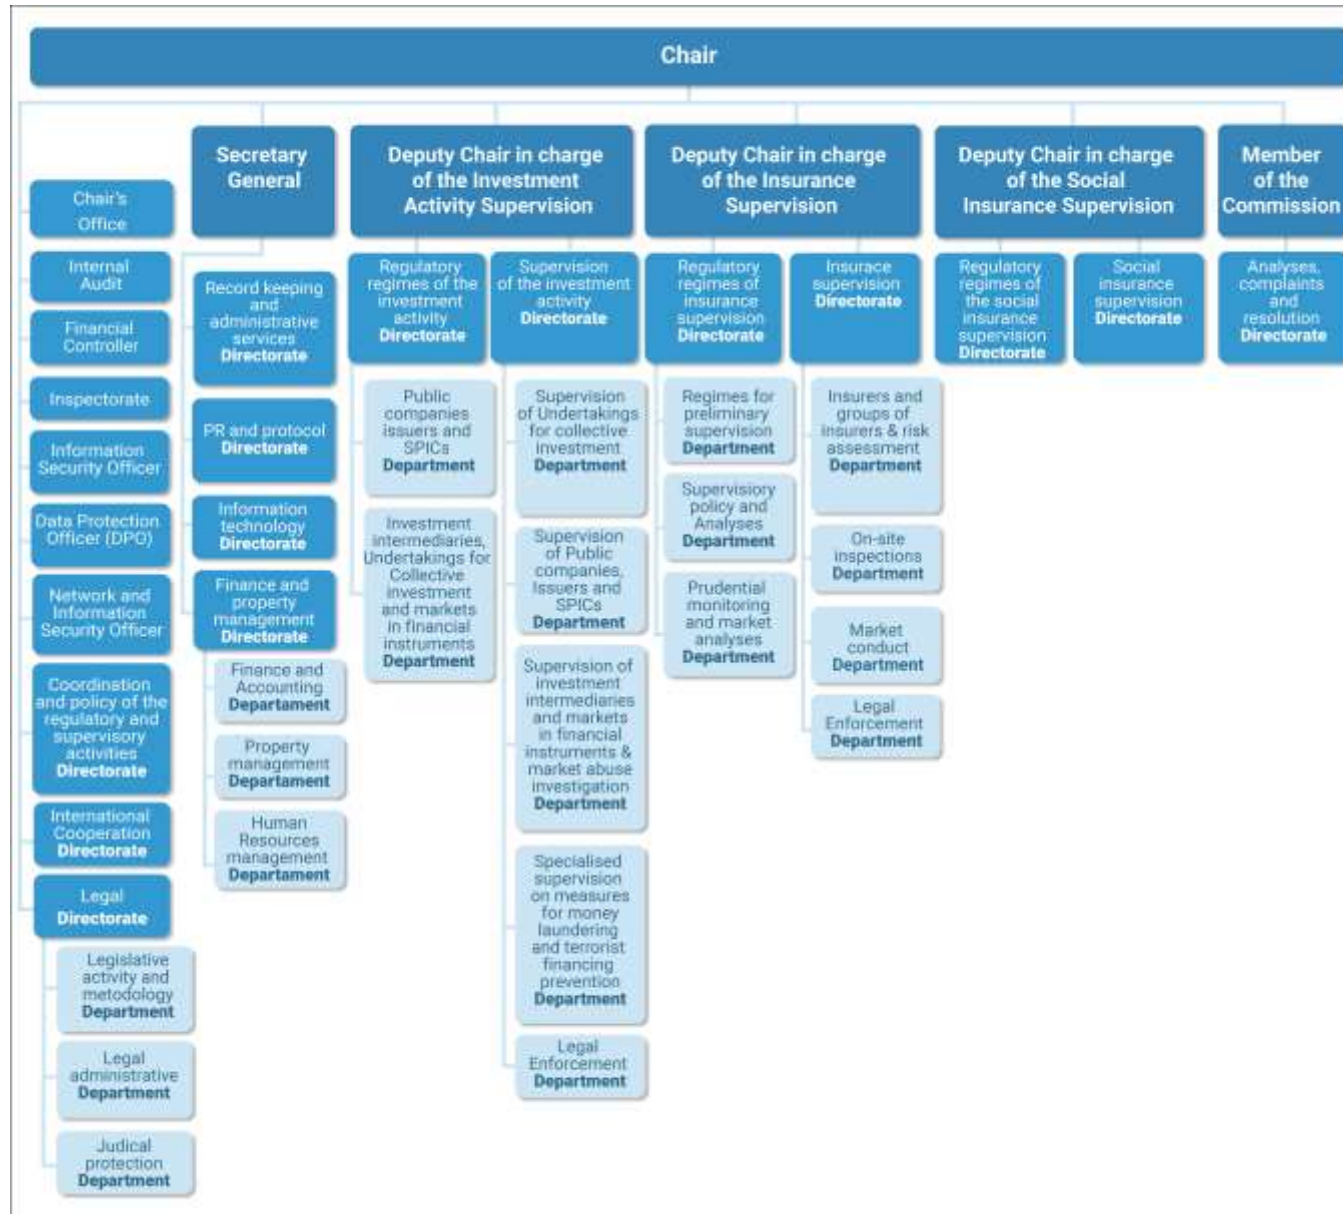 Chair
Chair's
Office
Internal
Audit
Financial
Controller
Inspectorate
Information
Security Officer
Data Protection
Officer (DPO)
Network and
Information
Security Officer
Coordination
and policy of the
regulatory and
supervisory
activities
Directorate
International
Cooperation
Directorate
Legal
Directorate
Legislative
activity and
metodology
Department
Legal
administrative
Department
Judical
protection
Department
Secretary
General
Record keeping
and
administrative
services
Directorate
PR and protocol
Directorate
Information
technology
Directorate
Finance and
property
management
Directorate
Finance and
Accounting
Departament
Property
management
Departament
Human
Resources
management
Departament
Deputy Chair in charge
of the Investment
Activity Supervision
Regulatory
regimes of the
investment
activity
Directorate
Public
companies
issuers and
SPICs
Department
Investment
intermediaries,
Undertakings for
Collective
investment
and markets
in financial
instruments
Department
Supervision
of the investment
activity
Directorate
Supervision
of Undertakings
for collective
investment
Department
Supervision
of Public
companies,
Issuers and
SPICs
Department
Supervision of
investment
intermediaries
and markets
in financial
instruments &
market abuse
investigation
Department
Specialised
supervision
on measures
for money
laundering
and terrorist
financing
prevention
Department
Legal
Enforcement
Department
Deputy Chair in charge
of the Insurance
Supervision
Regulatory
regimes of
insurance
supervision
Directorate
Regimes for
preliminary
supervision
Department
Supervisiory
policy and
Analyses
Department
Prudential
monitoring
and market
analyses
Department
Insurace
supervision
Directorate
Insurers and
groups of
insurers & risk
assessment
Department
On-site
inspections
Department
Market
conduct
Department
Legal
Enforcement
Department
Deputy Chair in charge
of the Social
Insurance Supervision
Regulatory
regimes of
the social
insurance
supervision
Directorate
Social
insurance
supervision
Directorate
Member
of the
Commission
Analyses,
complaints
and
resolution
Directorate